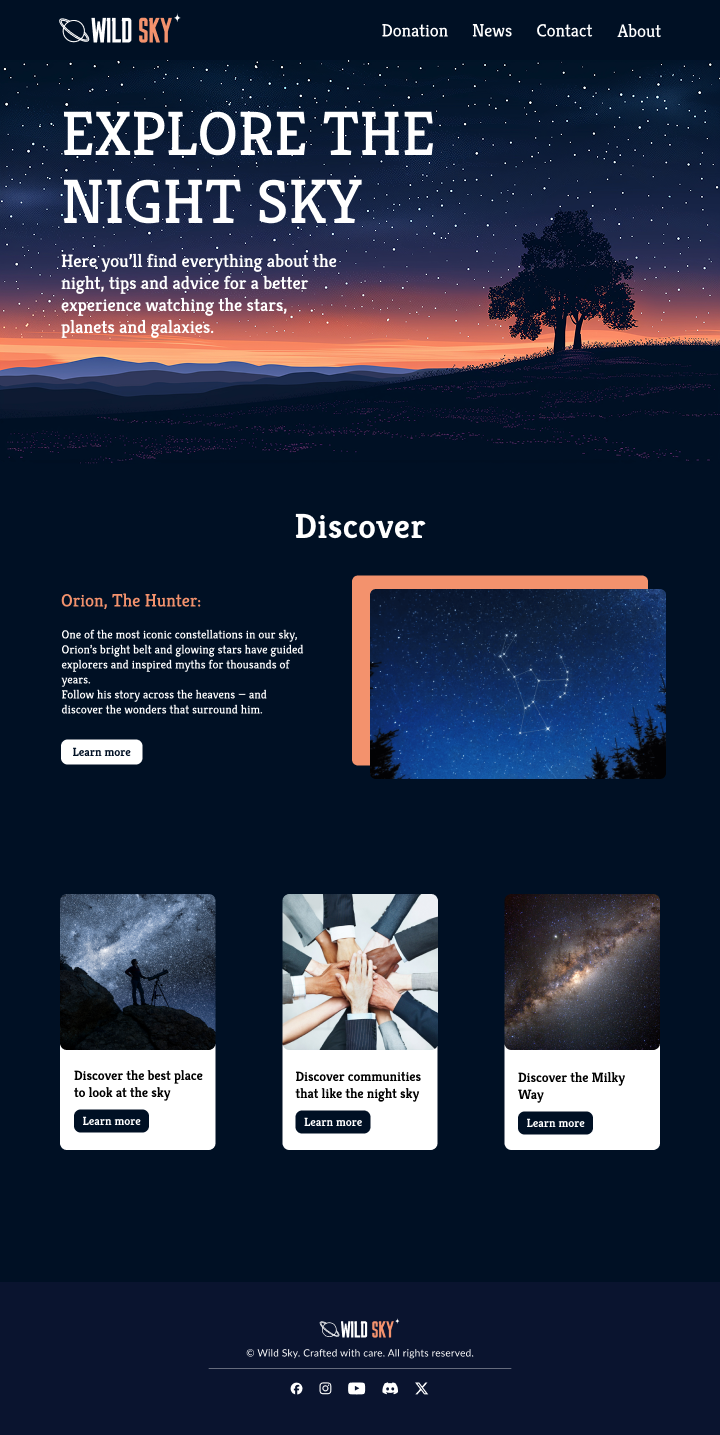 WILD SKY
Donation News Contact About
EXPLORE THE
NIGHT SKY
Here you'll find everything about the
night, tips and advice for a better
experience watching the stars,
planets and galaxies.
Discover
Orion, The Hunter:
One of the most iconic constellations in our sky,
Orion's bright belt and glowing stars have guided
explorers and inspired myths for thousands of
years.
Follow his story across the heavens — and
discover the wonders that surround him.
Learn more
Discover the best place
to look at the sky
Learn more
Discover communities
that like the night sky
Learn more
Discover the Milky
Way
Learn more
WILD SKY
© Wild Sky. Crafted with care. All rights reserved.